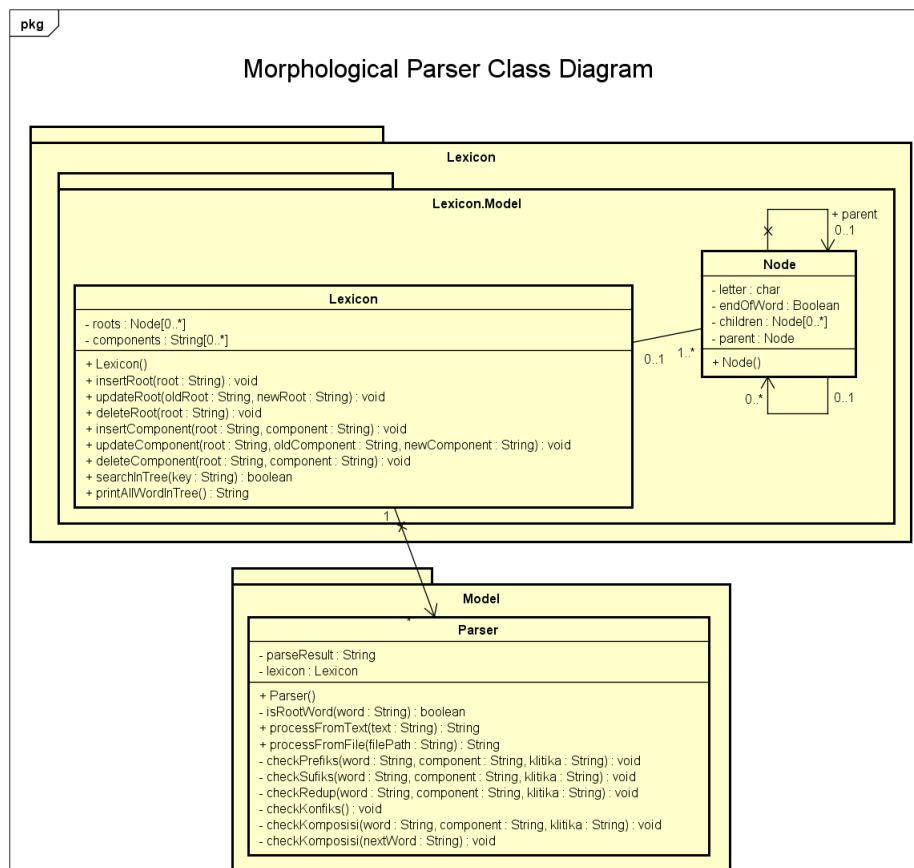 pkg
Morphological Parser Class Diagram
Lexicon
Lexicon.Model
+ parent
0..1
Node
- letter : char
- endOfWord : Boolean
- children : Node[0..*]
- parent : Node
+ Node()
0..*
0..1
Lexicon
- roots : Node[0..*]
- components : String[0..*]
+ Lexicon()
+ insertRoot(root : String) : void
+ updateRoot(oldRoot : String, newRoot : String) : void
+ deleteRoot(root : String) : void
+ insertComponent(root : String, component : String) : void
+ updateComponent(root : String, oldComponent : String, newComponent : String) : void
+ deleteComponent(root : String, component : String) : void
+ searchInTree(key : String) : boolean
+ printAllWordInTree() : String
0..1
1..*
1
*
Model
Parser
- parseResult : String
- lexicon : Lexicon
+ Parser()
- isRootWord(word : String) : boolean
+ processFromText(text : String) : String
+ processFromFile(filePath : String) : String
- checkPrefiks(word : String, component : String, klitika : String) : void
- checkSufiks(word : String, component : String, klitika : String) : void
- checkRedup(word : String, component : String, klitika : String) : void
- checkKonfiks() : void
- checkKomposisi(word : String, component : String, klitika : String) : void
- checkKomposisi(nextWord : String) : void